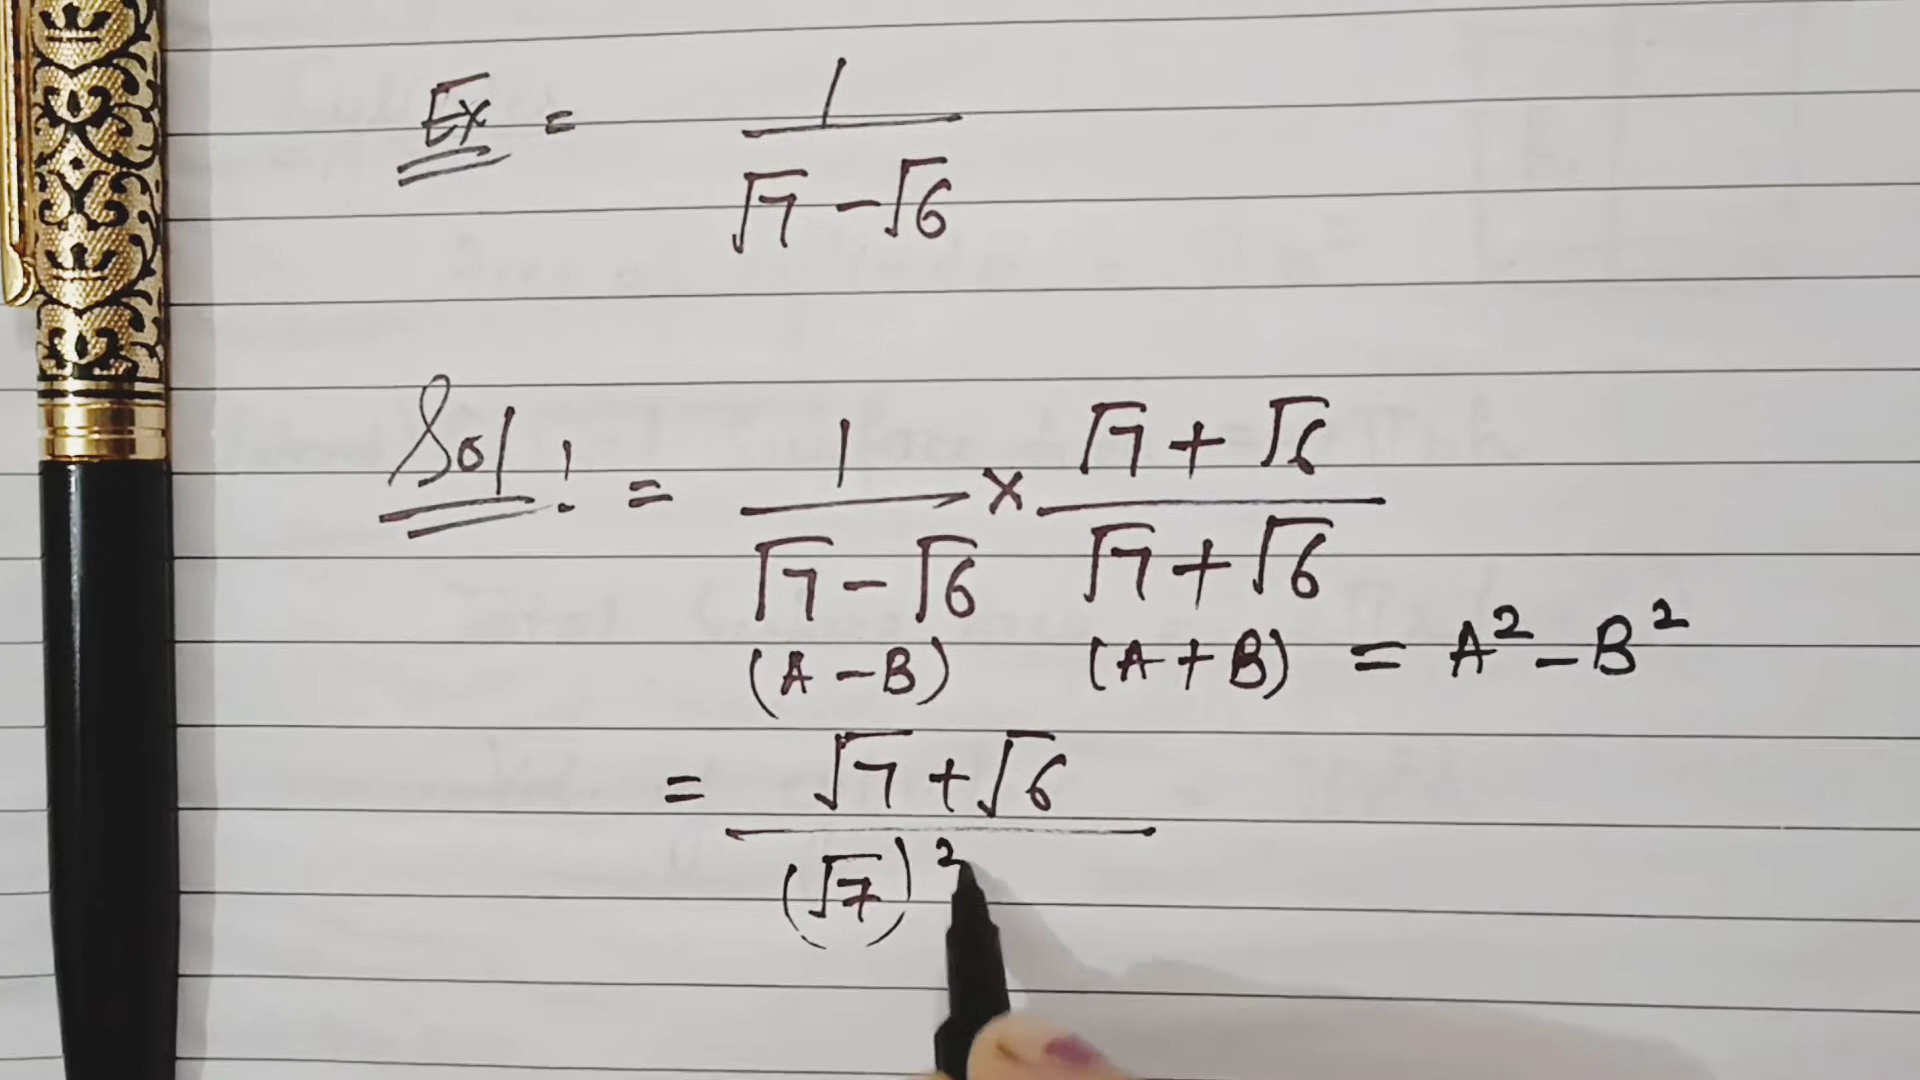 Ex = 1 / √7 - √6
Sol! = 1 / √7 - √6 × √7 + √6 / √7 + √6
(A - B) (A + B) = A² - B²
= √7 + √6 / (√7)²